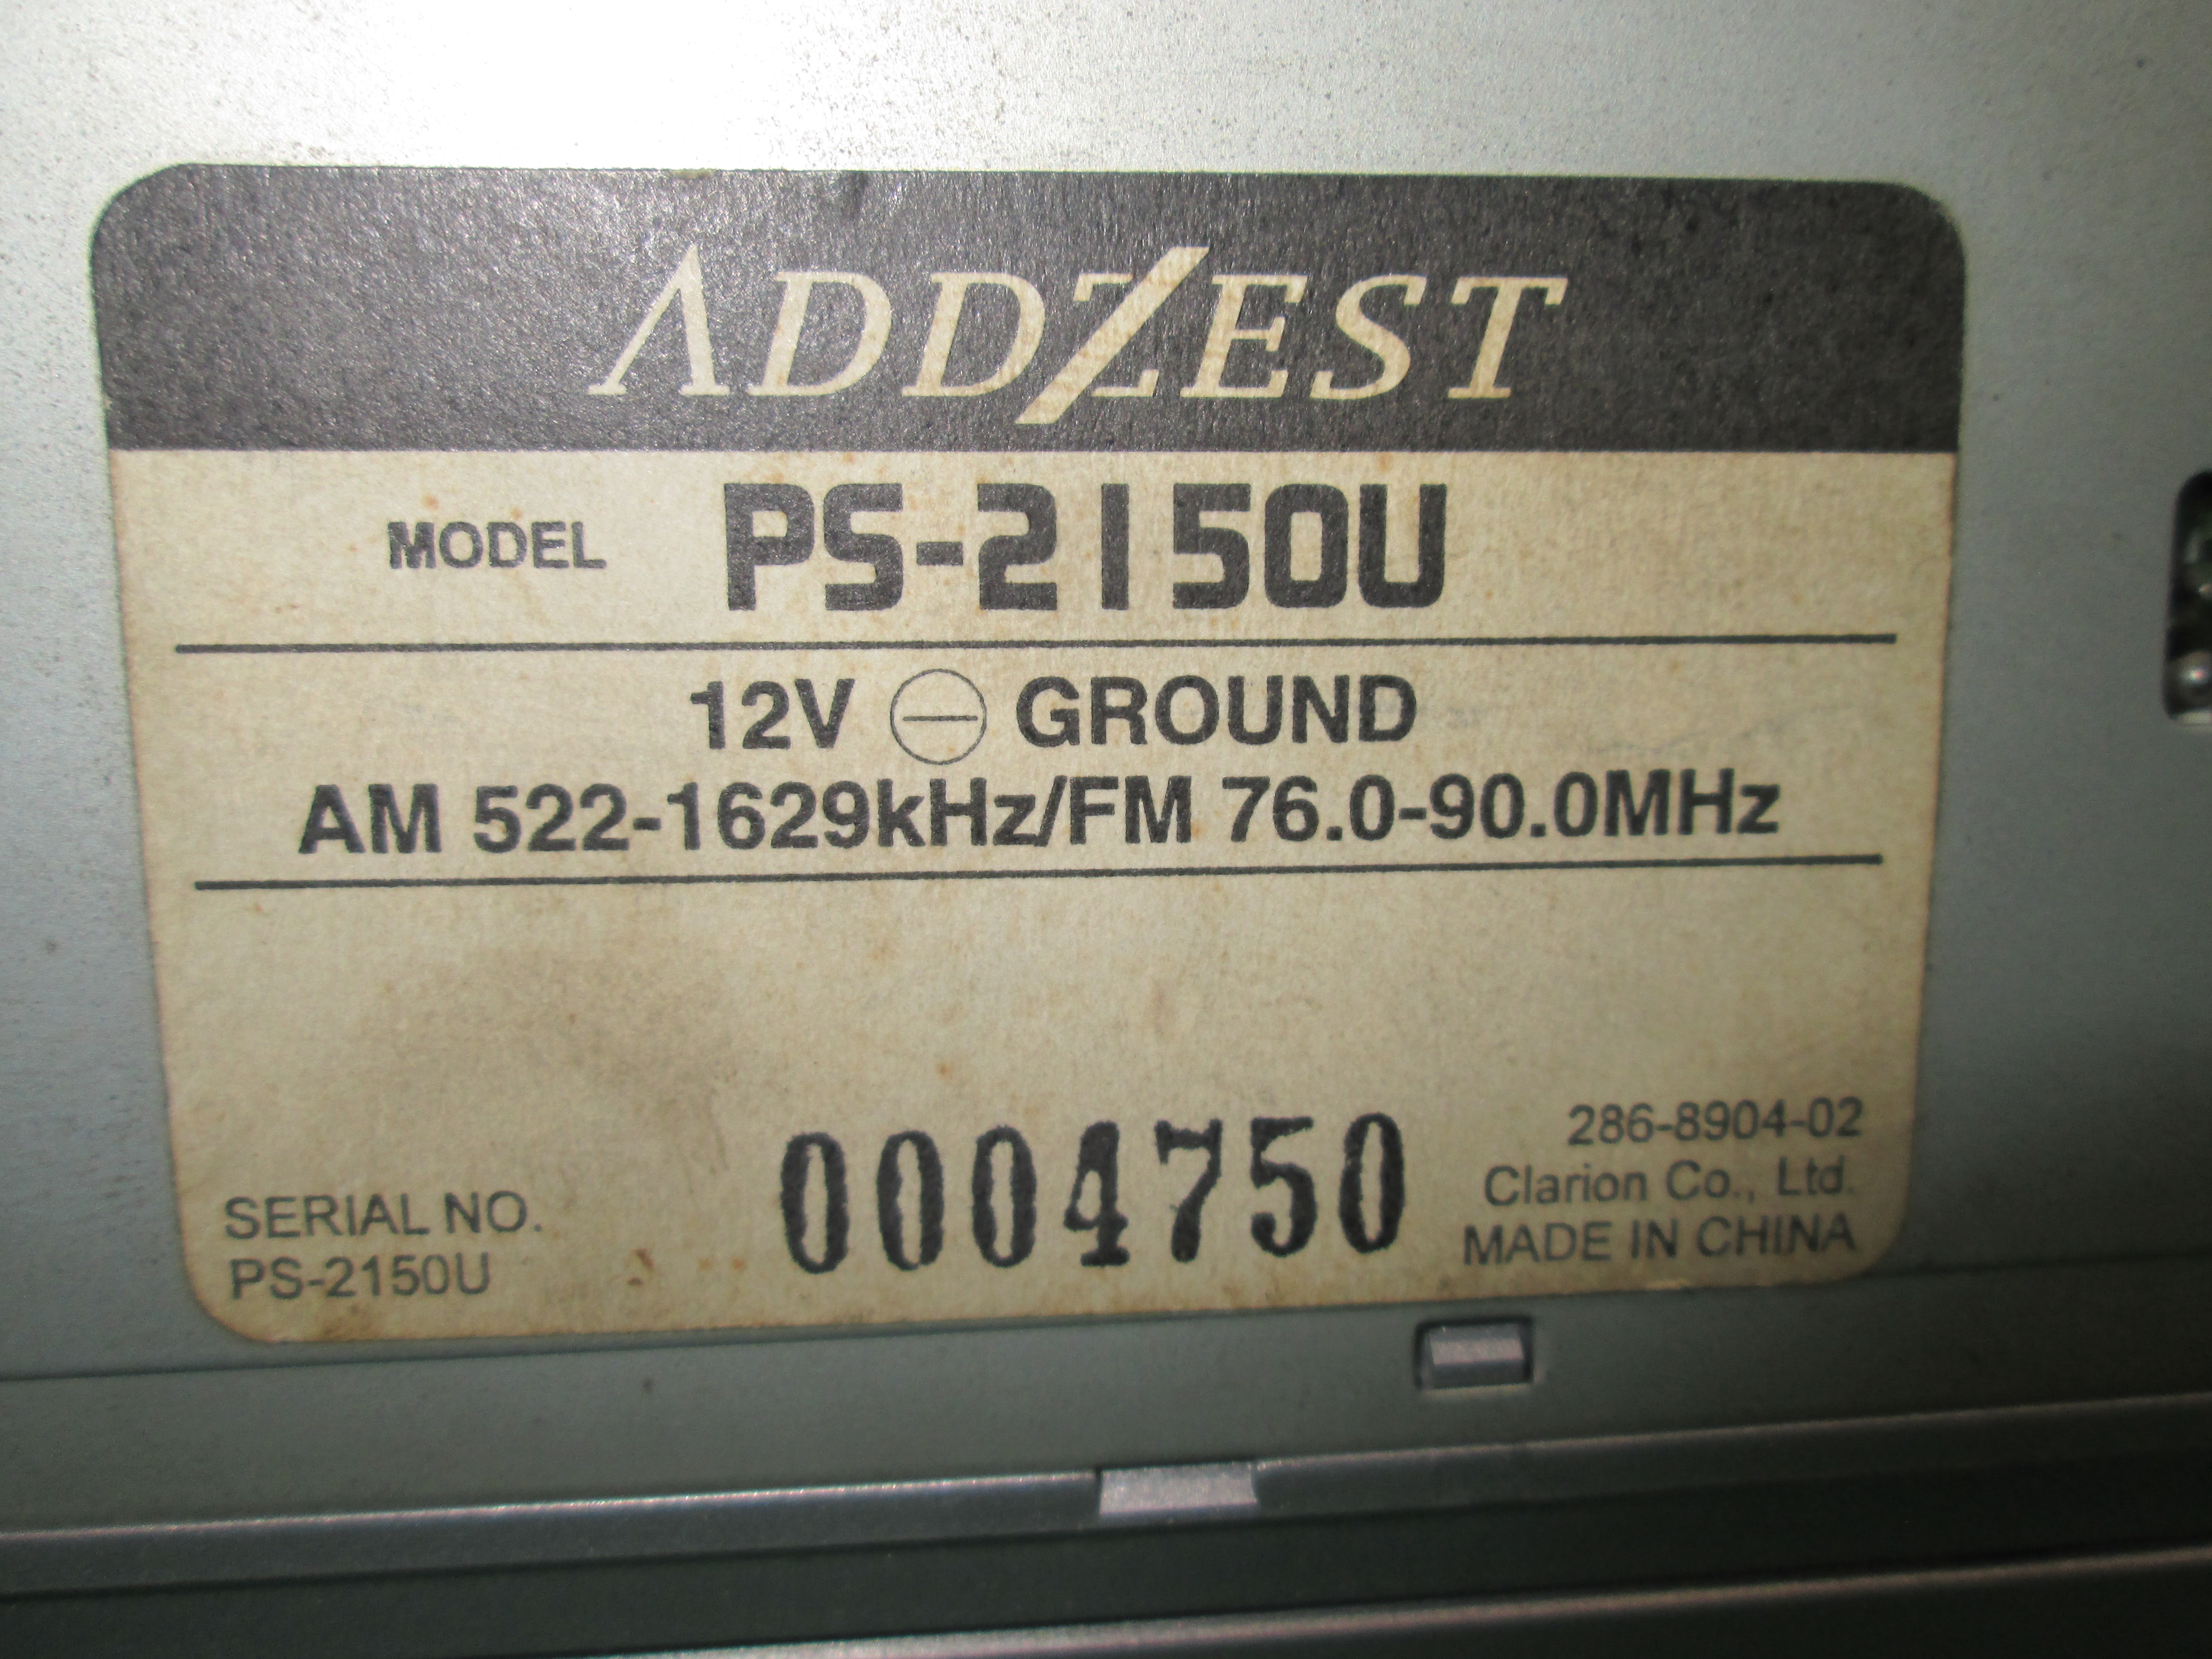 ADDZEST
MODEL PS-2150U
12V ⊖ GROUND
AM 522-1629kHz/FM 76.0-90.0MHz
286-8904-02
Clarion Co., Ltd.
MADE IN CHINA
SERIAL NO.
PS-2150U
0004750